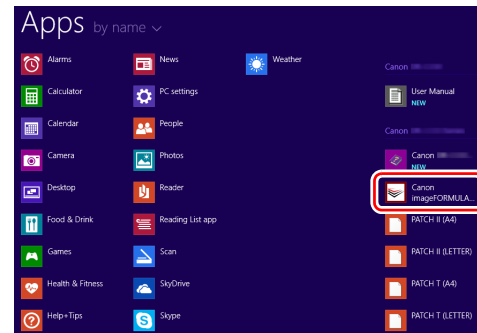 Apps by name
Alarms
Calculator
Calendar
Camera
Desktop
Food & Drink
Games
Health & Fitness
Help+Tips
News
PC settings
People
Photos
Reader
Reading List app
Scan
SkyDrive
Skype
Weather
Canon
User Manual
NEW
Canon
Canon
NEW
Canon
imageFORMULA...
PATCH II (A4)
PATCH II (LETTER)
PATCH T (A4)
PATCH T (LETTER)